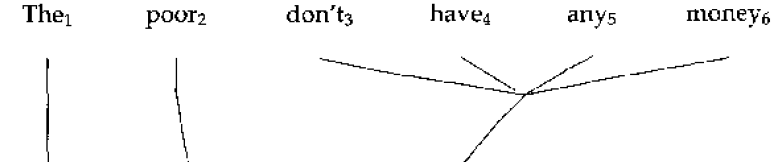 The₁ poor₂ don't₃ have₄ any₅ money₆